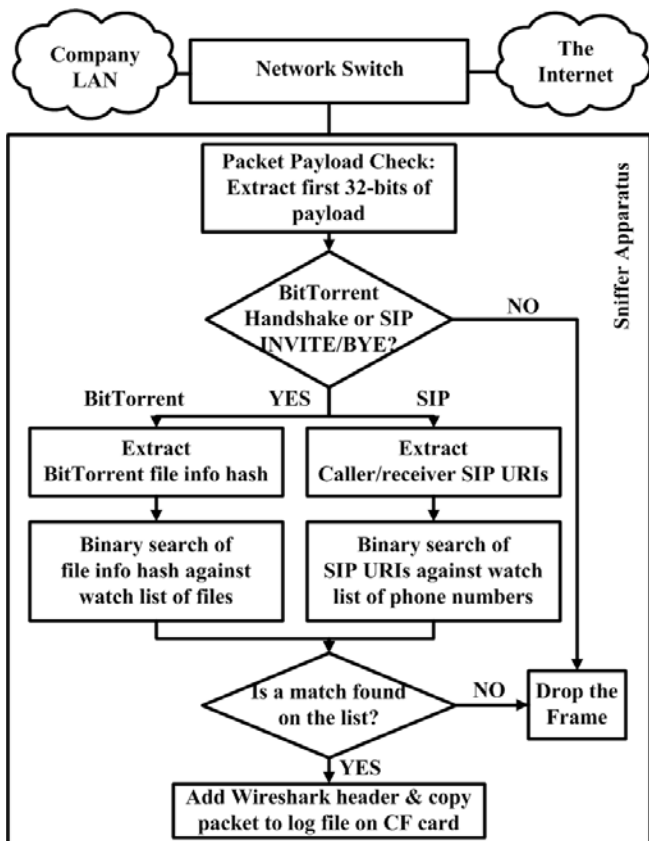 Company
LAN
Network Switch
The
Internet
Packet Payload Check:
Extract first 32-bits of
payload
Sniffer Apparatus
BitTorrent
Handshake or SIP
INVITE/BYE?
NO
BitTorrent
YES
SIP
Extract
BitTorrent file info hash
Extract
Caller/receiver SIP URIs
Binary search of
file info hash against
watch list of files
Binary search of
SIP URIs against watch
list of phone numbers
Is a match found
on the list?
NO
Drop the
Frame
YES
Add Wireshark header & copy
packet to log file on CF card